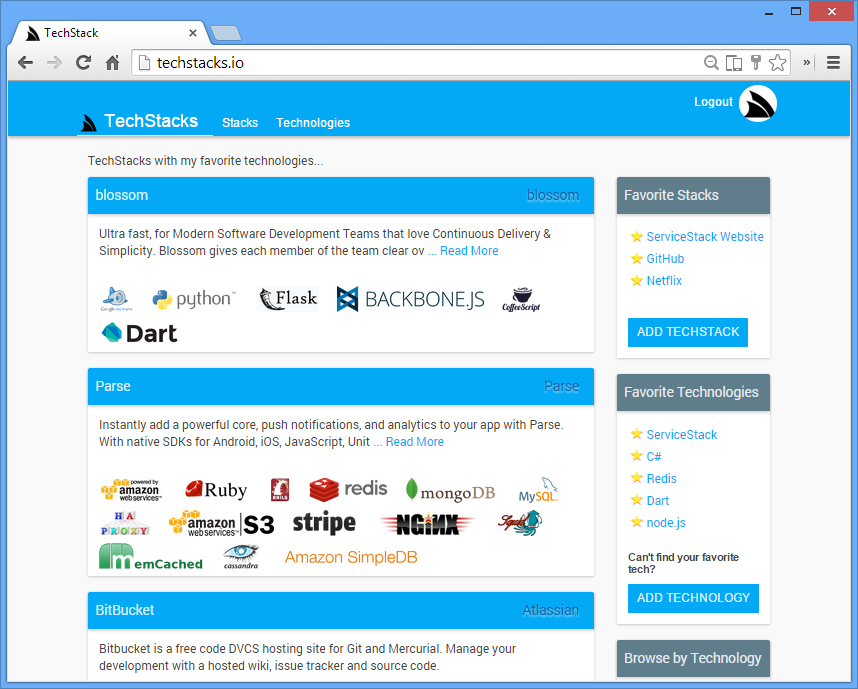 TechStack
techstacks.io
Logout
TechStacks Stacks Technologies
TechStacks with my favorite technologies...
blossom blossom
Ultra fast, for Modern Software Development Teams that love Continuous Delivery &
Simplicity. Blossom gives each member of the team clear ov ... Read More
python Flask BACKBONE.JS CoffeeScript
Dart
Parse Parse
Instantly add a powerful core, push notifications, and analytics to your app with Parse.
With native SDKs for Android, iOS, JavaScript, Unit ... Read More
powered by
amazon
web services
Ruby
RAILS
redis
mongoDB
MySQL
HA
PROXY
amazon
web services
S3
stripe
NGINX
Squid
MemCached
cassandra
Amazon SimpleDB
BitBucket Atlassian
Bitbucket is a free code DVCS hosting site for Git and Mercurial. Manage your
development with a hosted wiki, issue tracker and source code.
Favorite Stacks
ServiceStack Website
GitHub
Netflix
ADD TECHSTACK
Favorite Technologies
ServiceStack
C#
Redis
Dart
node.js
Can't find your favorite
tech?
ADD TECHNOLOGY
Browse by Technology